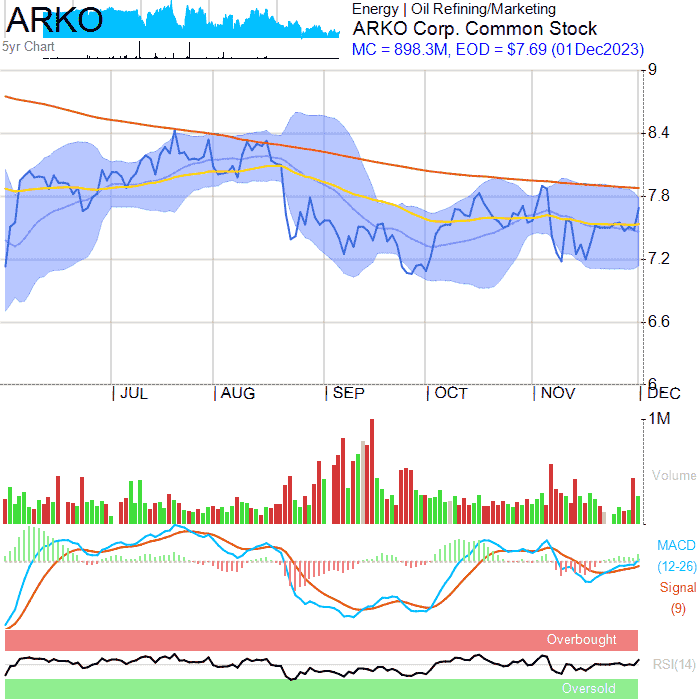 ARKO
Energy | Oil Refining/Marketing
ARKO Corp. Common Stock
5yr Chart
MC = 898.3M, EOD = $7.69 (01Dec2023)
9
8.4
7.8
7.2
6.6
6
JUL AUG SEP OCT NOV DEC
1M
Volume
MACD
(12-26)
Signal
(9)
Overbought
RSI(14)
Oversold